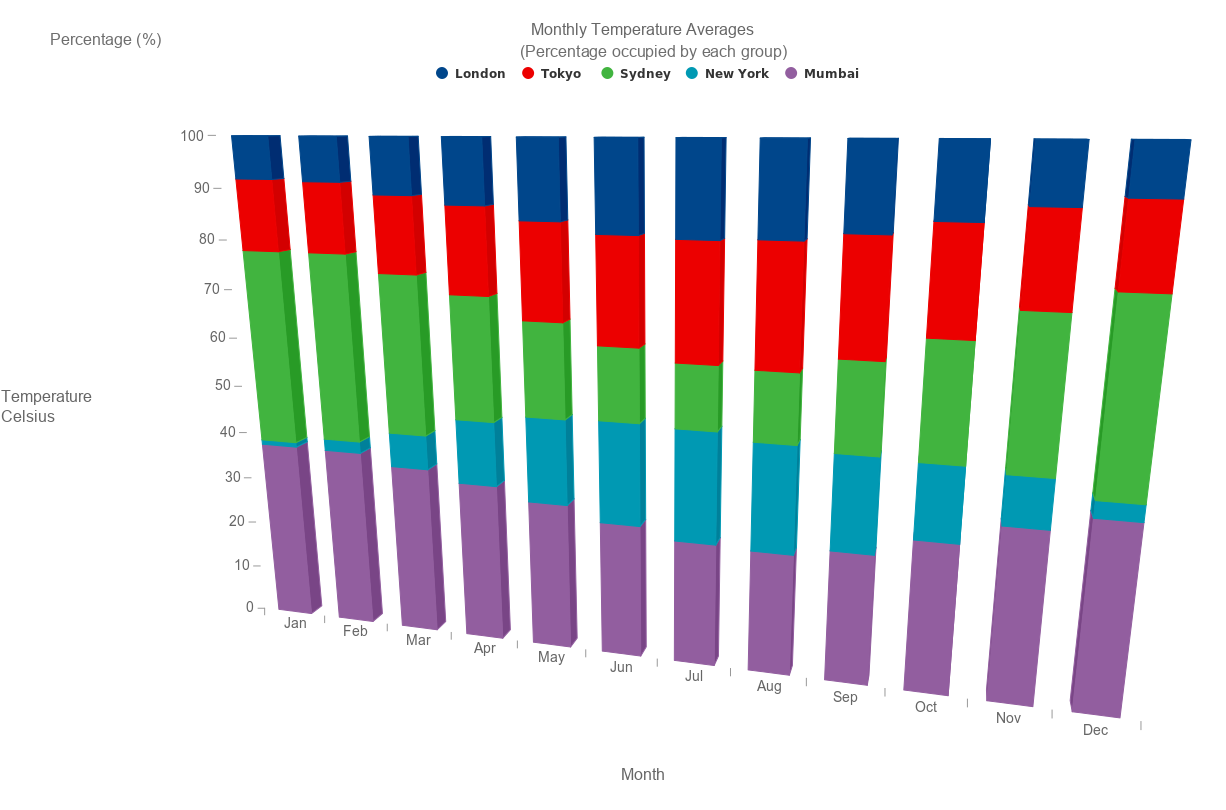 Percentage (%)
Monthly Temperature Averages
(Percentage occupied by each group)
London Tokyo Sydney New York Mumbai
100
90
80
70
60
50
Temperature
Celsius
40
30
20
10
0
Jan Feb Mar Apr May Jun Jul Aug Sep Oct Nov Dec
Month